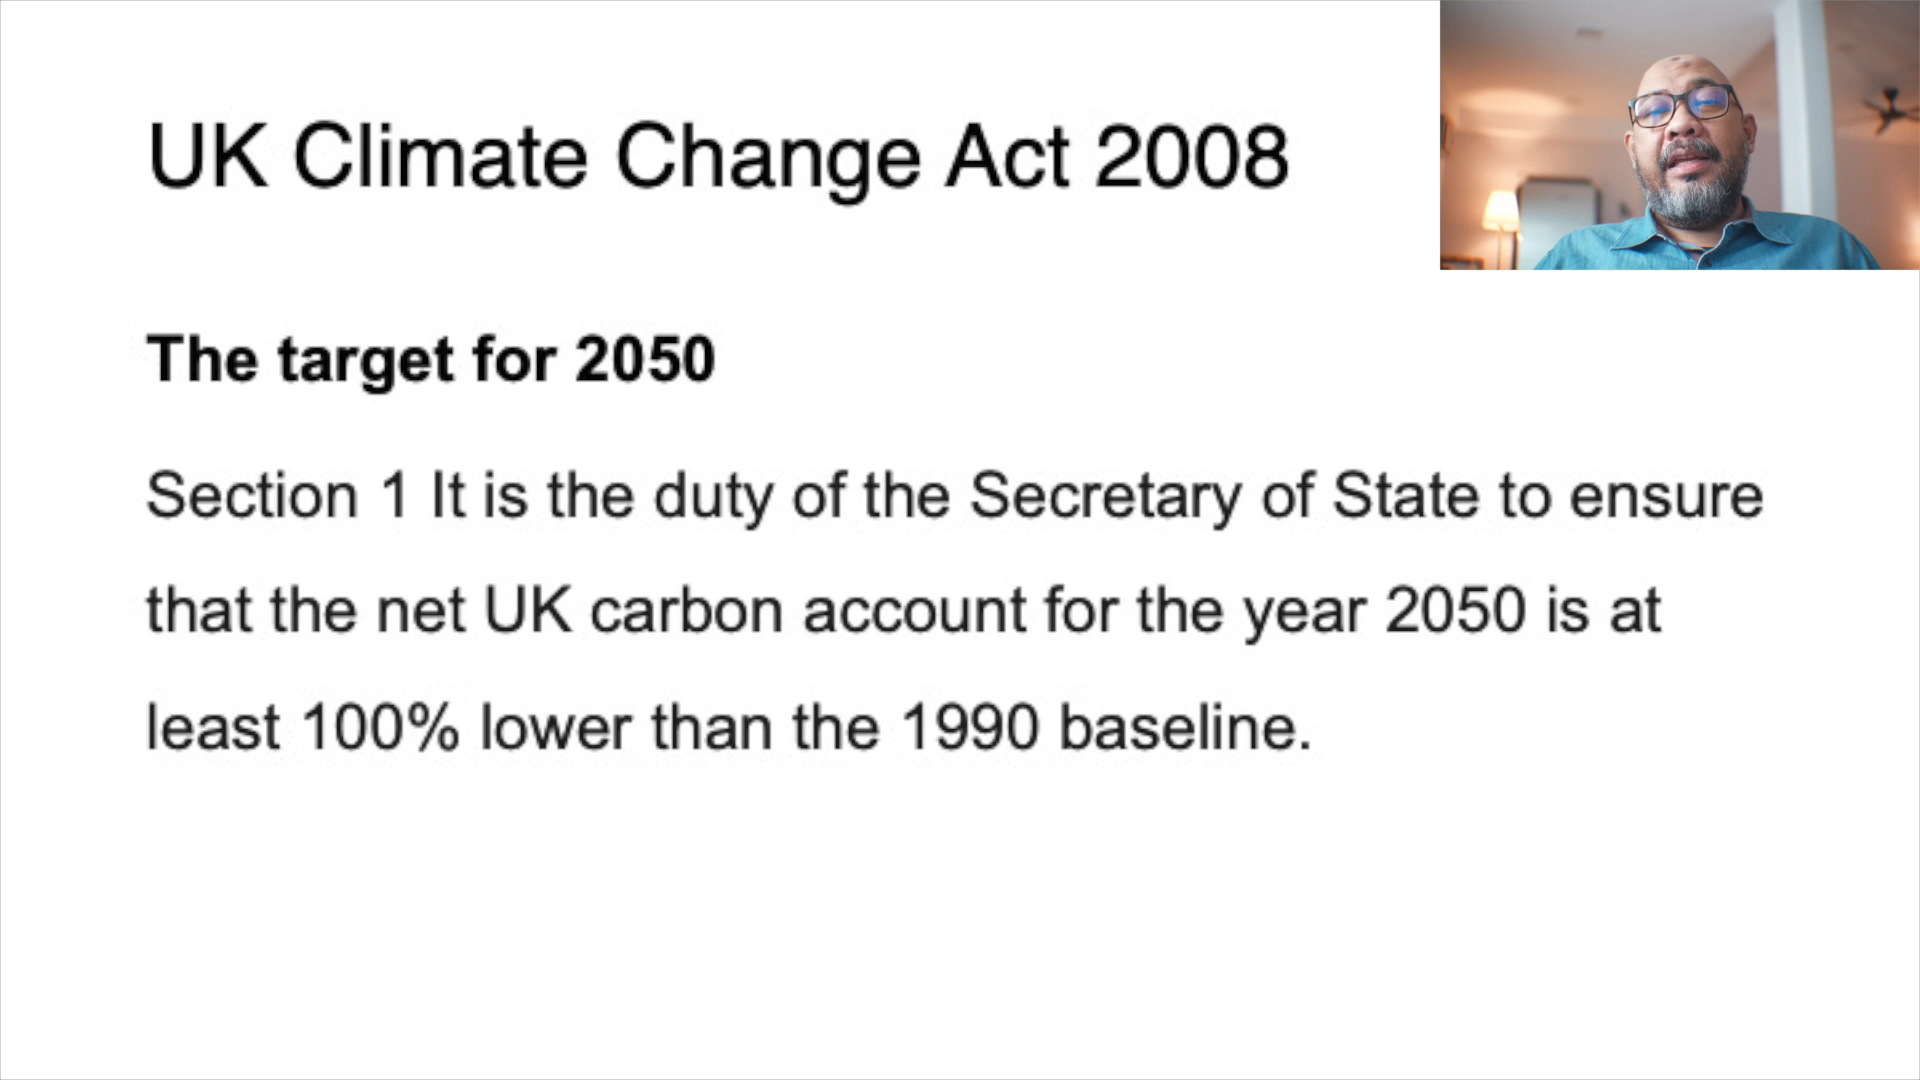 UK Climate Change Act 2008
The target for 2050
Section 1 It is the duty of the Secretary of State to ensure
that the net UK carbon account for the year 2050 is at
least 100% lower than the 1990 baseline.